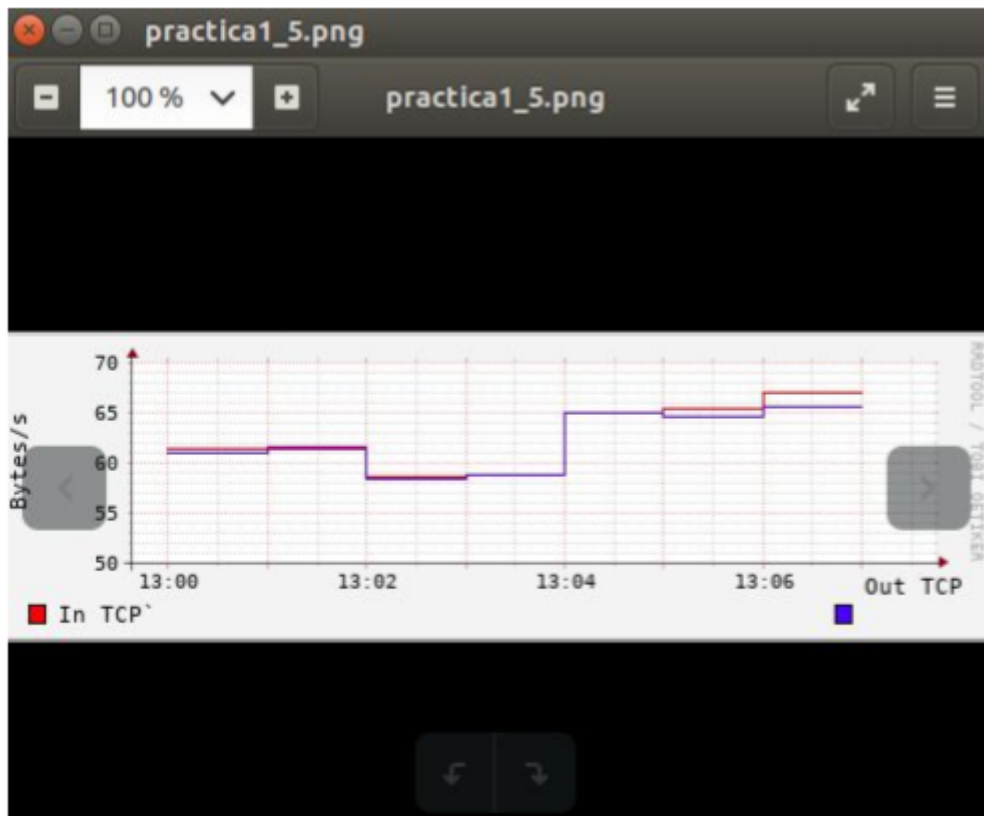 practica1_5.png
100 %
practica1_5.png
70
65
60
55
50
Bytes/s
13:00 13:02 13:04 13:06
Out TCP
In TCP`
RRDTOOL / TOBI OETIKER